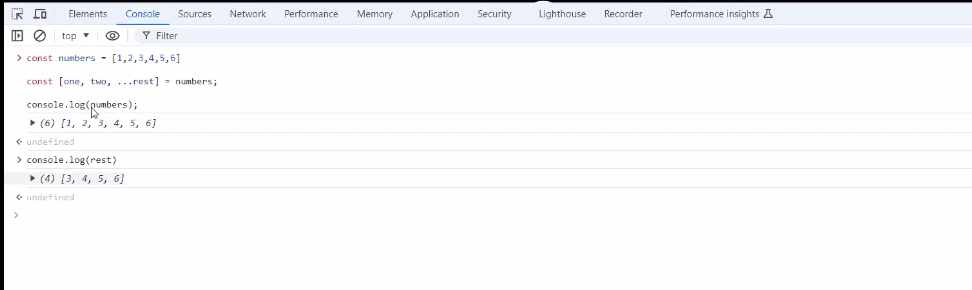 Elements Console Sources Network Performance Memory Application Security Lighthouse Recorder Performance insights
top Filter
const numbers = [1,2,3,4,5,6]
const [one, two, ...rest] = numbers;
console.log(numbers);
(6) [1, 2, 3, 4, 5, 6]
undefined
console.log(rest)
(4) [3, 4, 5, 6]
undefined